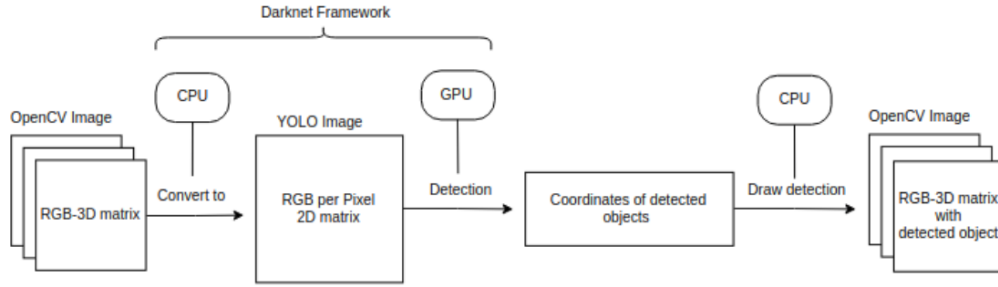 Darknet Framework
CPU
GPU
CPU
OpenCV Image
YOLO Image
OpenCV Image
RGB-3D matrix
Convert to
RGB per Pixel
2D matrix
Detection
Coordinates of detected
objects
Draw detection
RGB-3D matrix
with
detected object